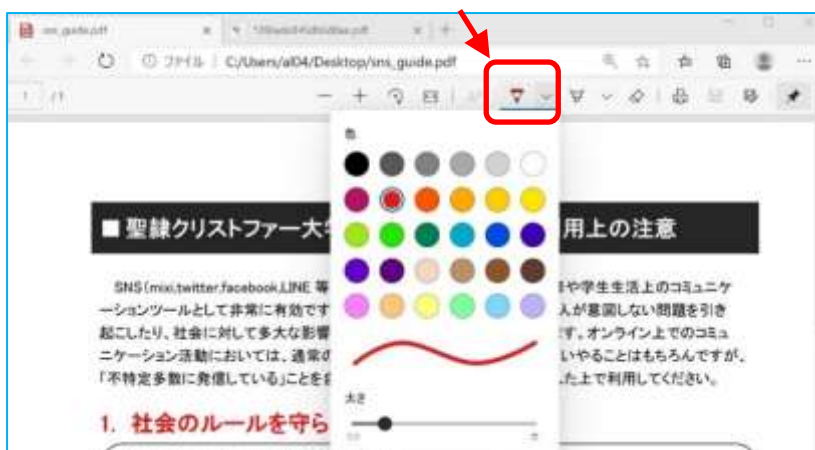 sns_guide.pdf
ファイル | C:/Users/al04/Desktop/sns_guide.pdf
1 /1
色
■ 聖隷クリストファー大
用上の注意
SNS（mixi,twitter,facebook,LINE 等
や学生生活上のコミュニケ
ーションツールとして非常に有効です
人が意図しない問題を引き
起こしたり、社会に対して多大な影響
す。オンライン上でのコミュ
ニケーション活動においては、通常の
いやることはもちろんですが、
「不特定多数に発信している」ことを
した上で利用してください。
太さ
1. 社会のルールを守ら